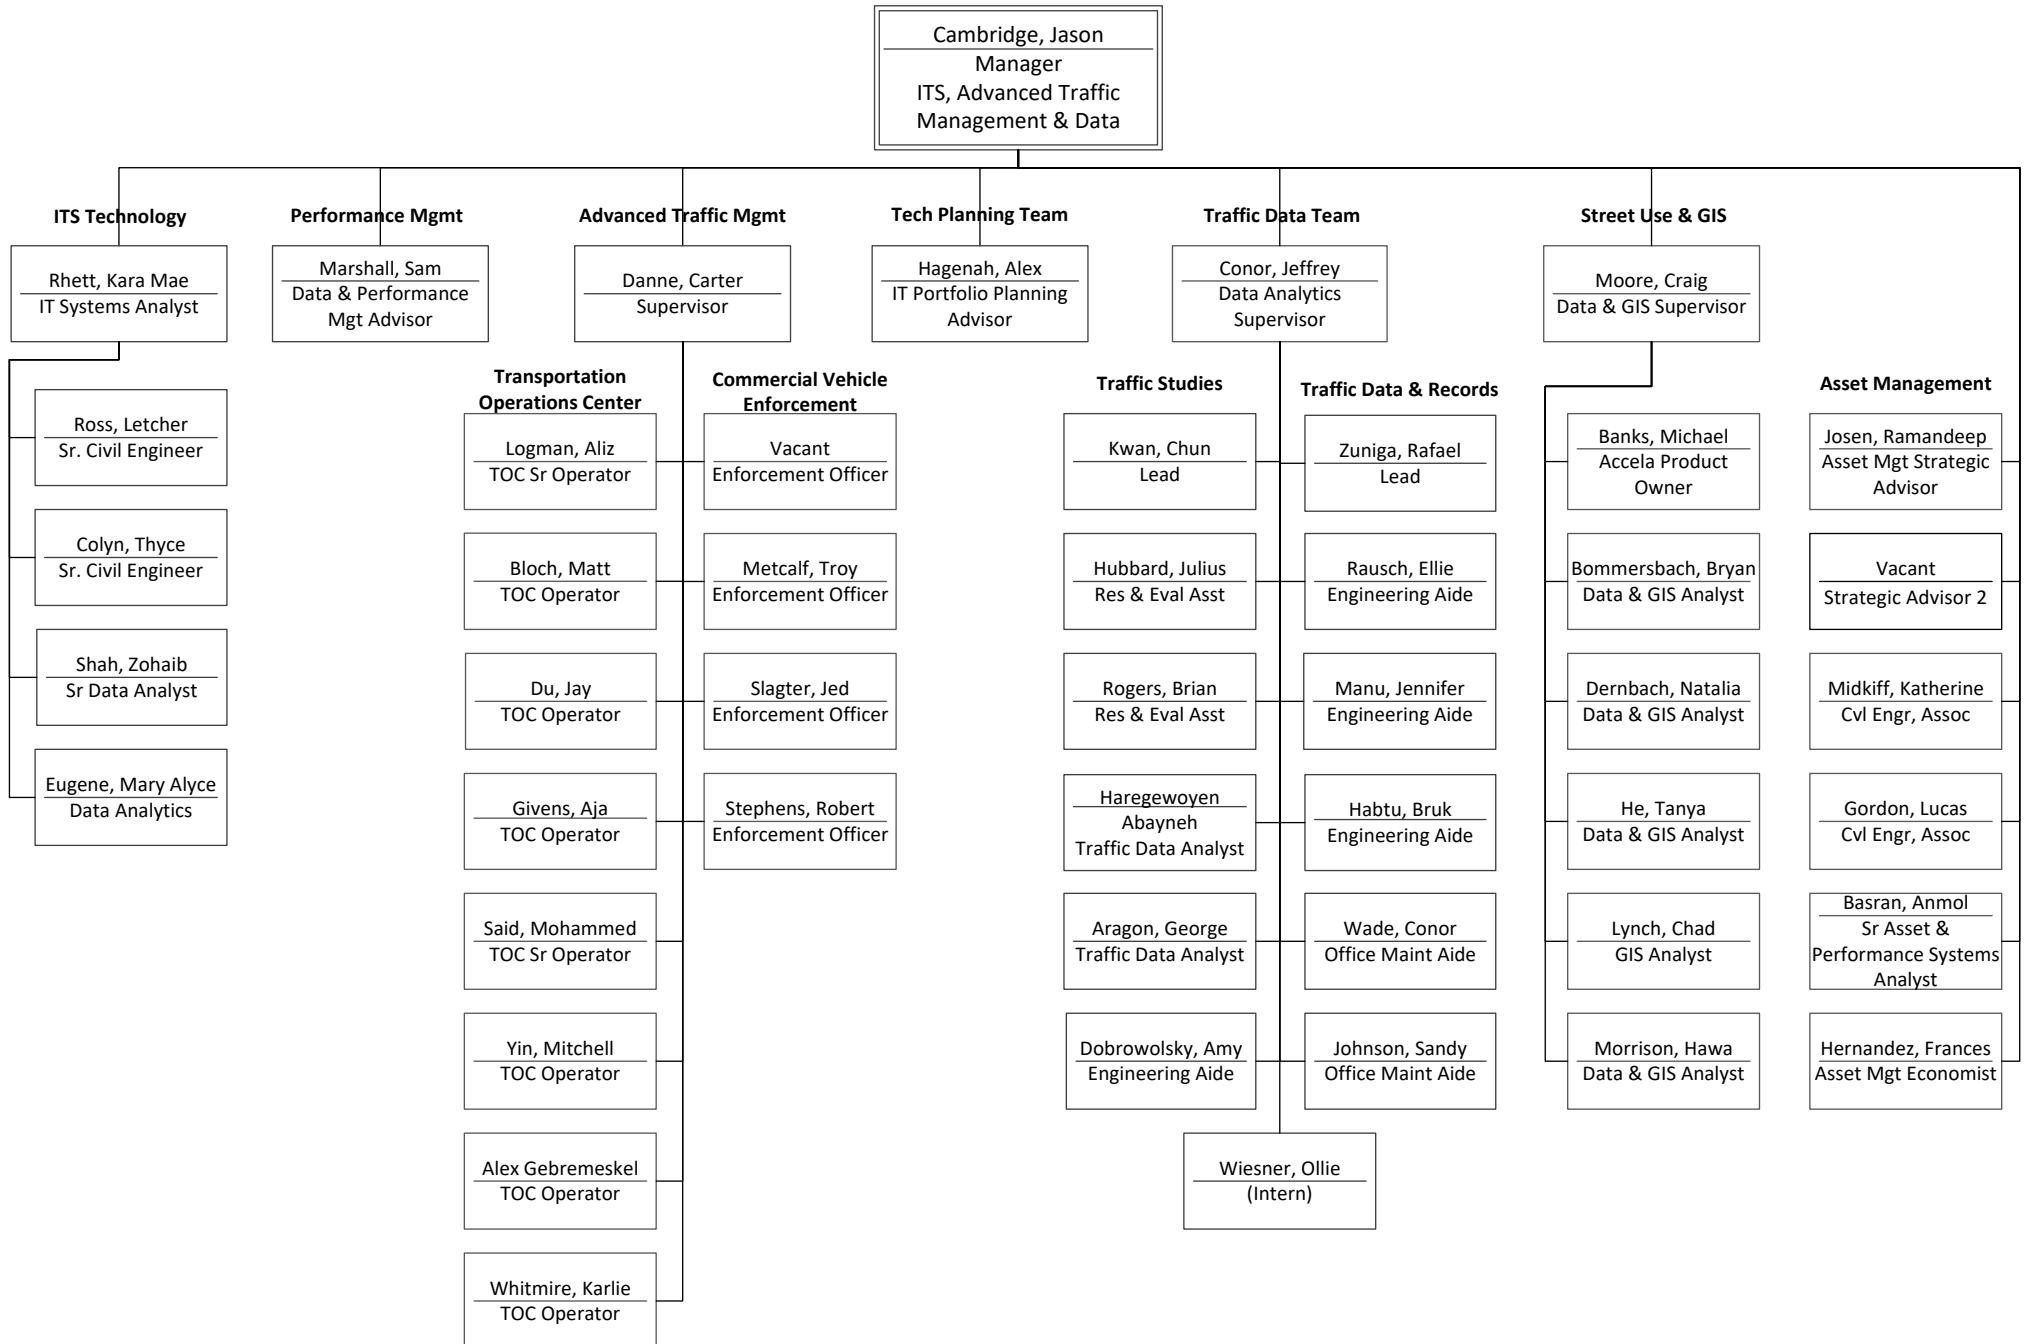 Cambridge, Jason
Manager
ITS, Advanced Traffic
Management & Data
ITS Technology
Rhett, Kara Mae
IT Systems Analyst
Ross, Letcher
Sr. Civil Engineer
Colyn, Thyce
Sr. Civil Engineer
Shah, Zohaib
Sr Data Analyst
Eugene, Mary Alyce
Data Analytics
Performance Mgmt
Marshall, Sam
Data & Performance
Mgt Advisor
Advanced Traffic Mgmt
Danne, Carter
Supervisor
Transportation
Operations Center
Logman, Aliz
TOC Sr Operator
Bloch, Matt
TOC Operator
Du, Jay
TOC Operator
Givens, Aja
TOC Operator
Said, Mohammed
TOC Sr Operator
Yin, Mitchell
TOC Operator
Alex Gebremeskel
TOC Operator
Whitmire, Karlie
TOC Operator
Commercial Vehicle
Enforcement
Vacant
Enforcement Officer
Metcalf, Troy
Enforcement Officer
Slagter, Jed
Enforcement Officer
Stephens, Robert
Enforcement Officer
Tech Planning Team
Hagenah, Alex
IT Portfolio Planning
Advisor
Traffic Data Team
Conor, Jeffrey
Data Analytics
Supervisor
Traffic Studies
Kwan, Chun
Lead
Hubbard, Julius
Res & Eval Asst
Rogers, Brian
Res & Eval Asst
Haregewoyen
Abayneh
Traffic Data Analyst
Aragon, George
Traffic Data Analyst
Dobrowolsky, Amy
Engineering Aide
Traffic Data & Records
Zuniga, Rafael
Lead
Rausch, Ellie
Engineering Aide
Manu, Jennifer
Engineering Aide
Habtu, Bruk
Engineering Aide
Wade, Conor
Office Maint Aide
Johnson, Sandy
Office Maint Aide
Wiesner, Ollie
(Intern)
Street Use & GIS
Moore, Craig
Data & GIS Supervisor
Banks, Michael
Accela Product
Owner
Bommersbach, Bryan
Data & GIS Analyst
Dernbach, Natalia
Data & GIS Analyst
He, Tanya
Data & GIS Analyst
Lynch, Chad
GIS Analyst
Morrison, Hawa
Data & GIS Analyst
Asset Management
Josen, Ramandeep
Asset Mgt Strategic
Advisor
Vacant
Strategic Advisor 2
Midkiff, Katherine
Cvl Engr, Assoc
Gordon, Lucas
Cvl Engr, Assoc
Basran, Anmol
Sr Asset &
Performance Systems
Analyst
Hernandez, Frances
Asset Mgt Economist